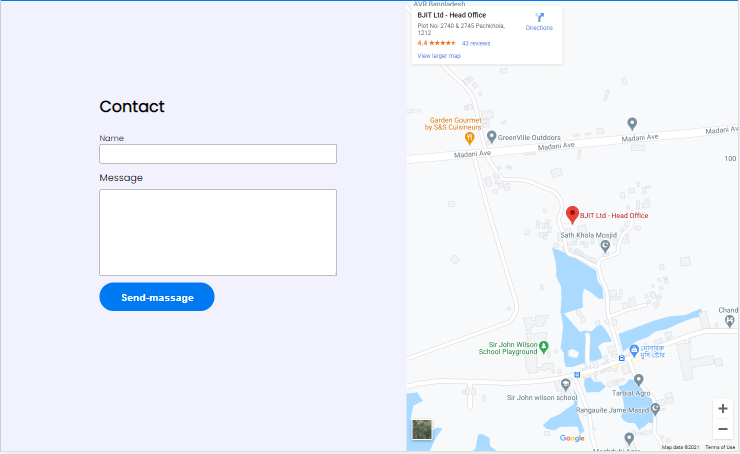 Contact
Name
Message
Send-massage
AVR Bangladesh
BJIT Ltd - Head Office
Plot No- 2740 & 2745 Pachkhola,
1212
4.4 ★★★★★ 43 reviews
View larger map
Directions
Garden Gourmet
by S&S Cuisineurs
GreenVille Outdoors
Madani Ave
Madani Ave
Madani Ave
Madani Ave
100
BJIT Ltd - Head Office
Sath Khola Mosjid
Chand
Sir John Wilson
School Playground
মোবারক
মুদি স্টোর
Sir John wilson school
Tarbiat Agro
Rangauite Jame Masjid
Google
+
−
Map data ©2021 Terms of Use